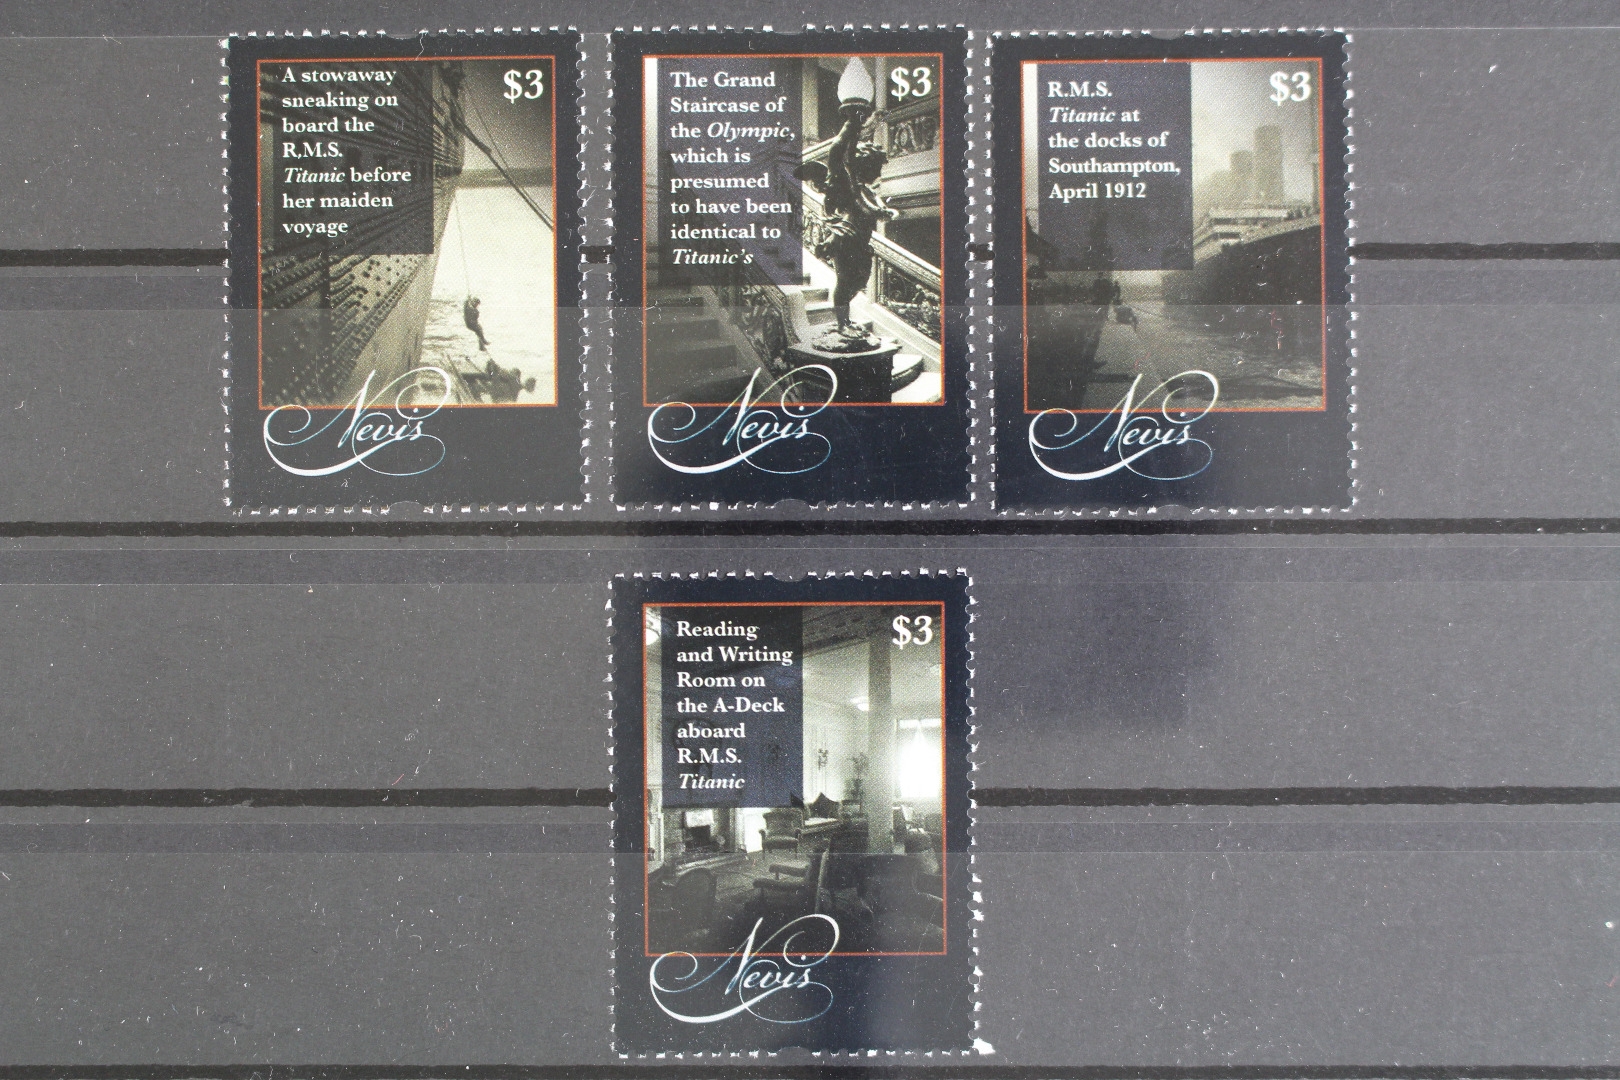 A stowaway
sneaking on
board the
R.M.S.
Titanic before
her maiden
voyage
$3
Nevis
The Grand
Staircase of
the Olympic,
which is
presumed
to have been
identical to
Titanic's
$3
Nevis
R.M.S.
Titanic at
the docks of
Southampton,
April 1912
$3
Nevis
Reading
and Writing
Room on
the A-Deck
aboard
R.M.S.
Titanic
$3
Nevis